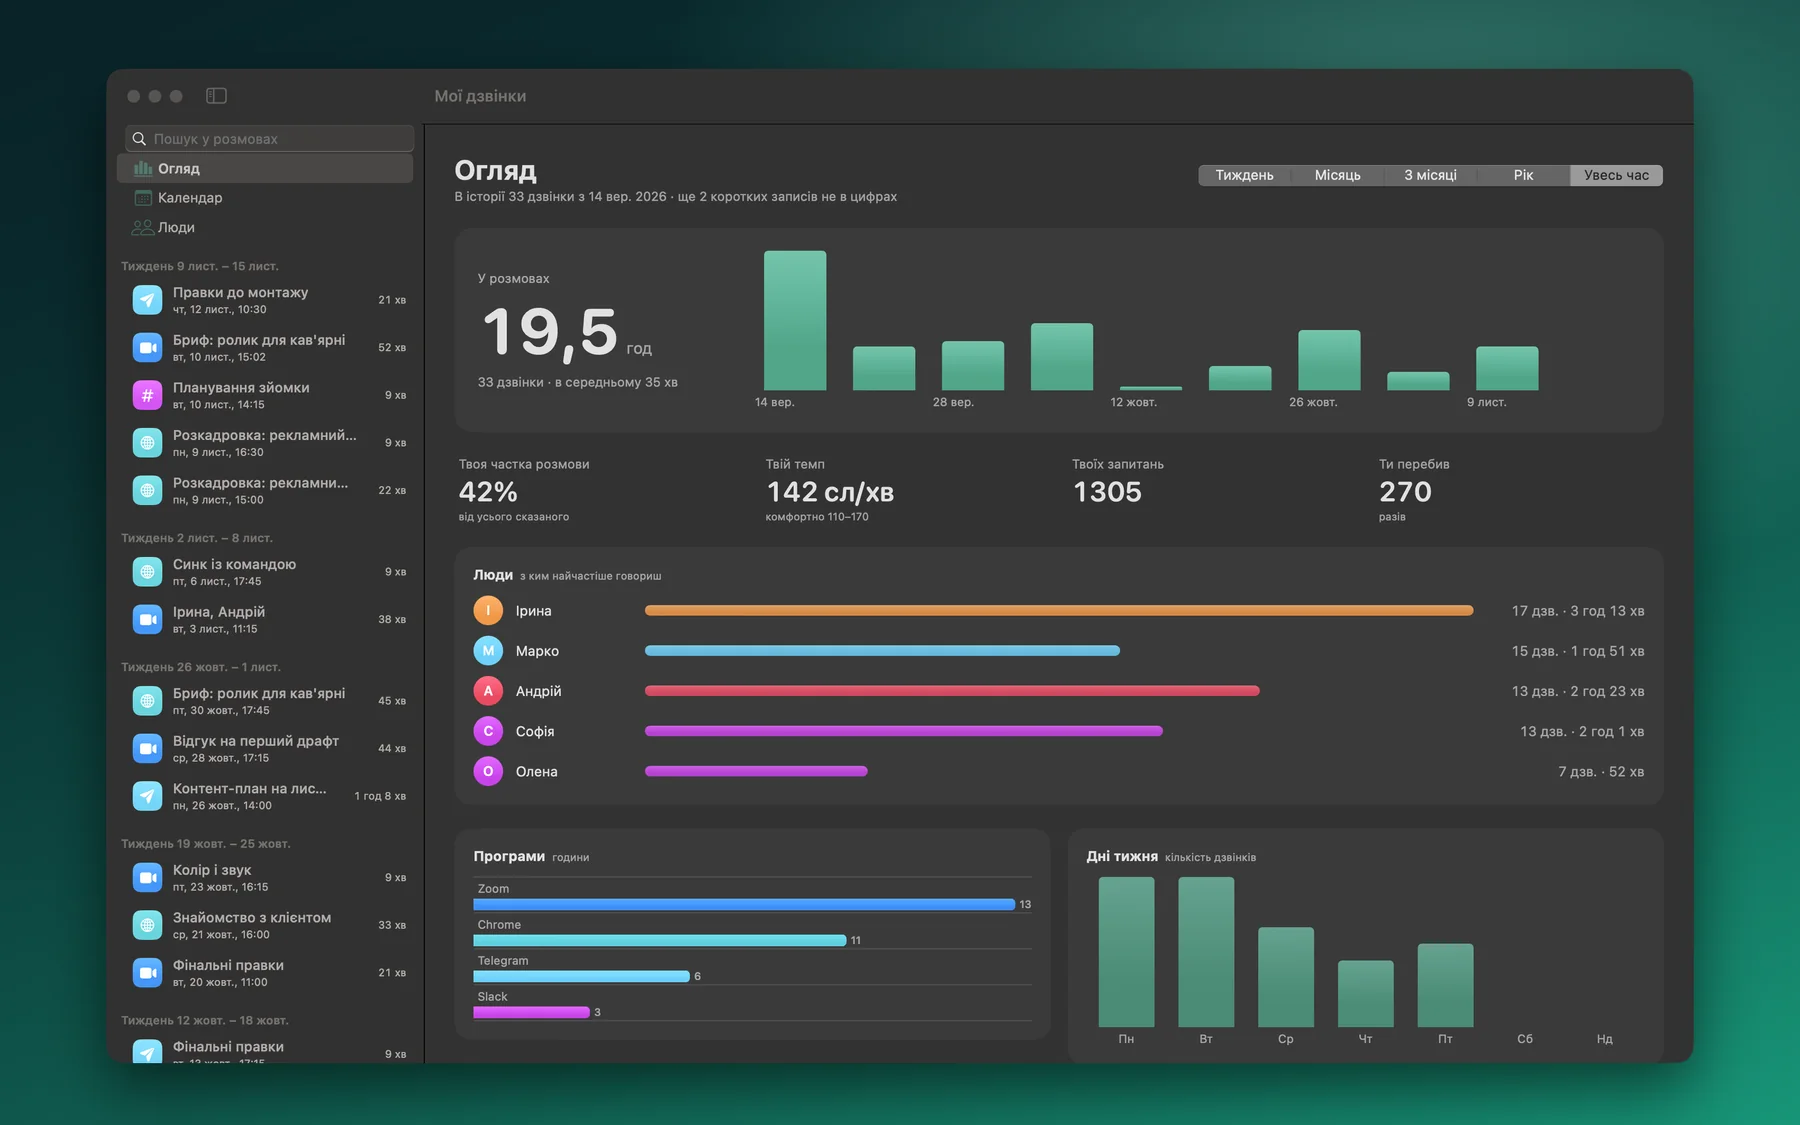 Мої дзвінки
Пошук у розмовах
Огляд
Календар
Люди
Тиждень 9 лист. – 15 лист.
Правки до монтажу
чт, 12 лист., 10:30
21 хв
Бриф: ролик для кав'ярні
вт, 10 лист., 15:02
52 хв
#
Планування зйомки
вт, 10 лист., 14:15
9 хв
Розкадровка: рекламний...
пн, 9 лист., 16:30
9 хв
Розкадровка: рекламни...
пн, 9 лист., 15:00
22 хв
Тиждень 2 лист. – 8 лист.
Синк із командою
пт, 6 лист., 17:45
9 хв
Ірина, Андрій
вт, 3 лист., 11:15
38 хв
Тиждень 26 жовт. – 1 лист.
Бриф: ролик для кав'ярні
пт, 30 жовт., 17:45
45 хв
Відгук на перший драфт
ср, 28 жовт., 17:15
44 хв
Контент-план на лис...
пн, 26 жовт., 14:00
1 год 8 хв
Тиждень 19 жовт. – 25 жовт.
Колір і звук
пт, 23 жовт., 16:15
9 хв
Знайомство з клієнтом
ср, 21 жовт., 16:00
33 хв
Фінальні правки
вт, 20 жовт., 11:00
21 хв
Тиждень 12 жовт. – 18 жовт.
Фінальні правки
9 хв
Огляд
В історії 33 дзвінки з 14 вер. 2026 · ще 2 коротких записів не в цифрах
Тиждень Місяць 3 місяці Рік Увесь час
У розмовах
19,5 год
33 дзвінки · в середньому 35 хв
14 вер. 28 вер. 12 жовт. 26 жовт. 9 лист.
Твоя частка розмови
42%
від усього сказаного
Твій темп
142 сл/хв
комфортно 110–170
Твоїх запитань
1305
Ти перебив
270
разів
Люди з ким найчастіше говориш
І Ірина 17 дзв. · 3 год 13 хв
М Марко 15 дзв. · 1 год 51 хв
А Андрій 13 дзв. · 2 год 23 хв
С Софія 13 дзв. · 2 год 1 хв
О Олена 7 дзв. · 52 хв
Програми години
Zoom
13
Chrome
11
Telegram
6
Slack
3
Дні тижня кількість дзвінків
Пн Вт Ср Чт Пт Сб Нд